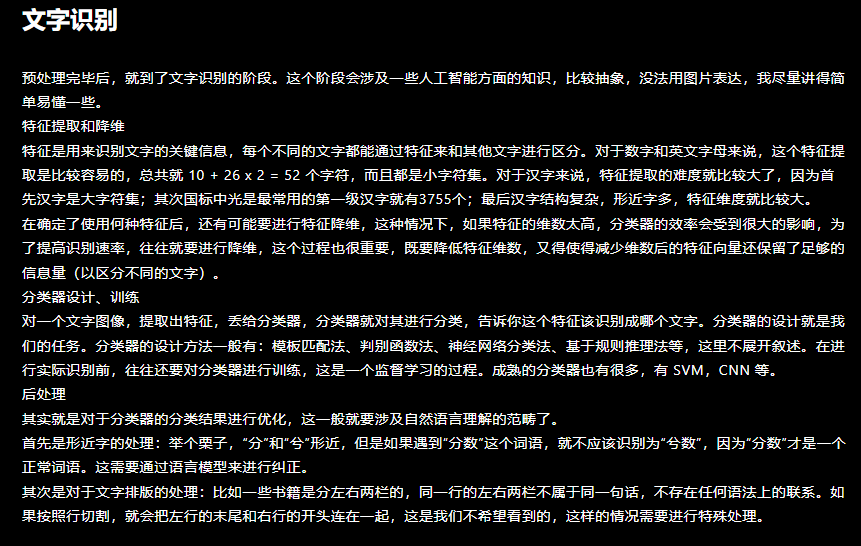 文字识别
预处理完毕后，就到了文字识别的阶段。这个阶段会涉及一些人工智能方面的知识，比较抽象，没法用图片表达，我尽量讲得简
单易懂一些。
特征提取和降维
特征是用来识别文字的关键信息，每个不同的文字都能通过特征来和其他文字进行区分。对于数字和英文字母来说，这个特征提
取是比较容易的，总共就 10 + 26 x 2 = 52 个字符，而且都是小字符集。对于汉字来说，特征提取的难度就比较大了，因为首
先汉字是大字符集；其次国标中光是最常用的第一级汉字就有3755个；最后汉字结构复杂，形近字多，特征维度就比较大。
在确定了使用何种特征后，还有可能要进行特征降维，这种情况下，如果特征的维数太高，分类器的效率会受到很大的影响，为
了提高识别速率，往往就要进行降维，这个过程也很重要，既要降低特征维数，又得使得减少维数后的特征向量还保留了足够的
信息量（以区分不同的文字）。
分类器设计、训练
对一个文字图像，提取出特征，丢给分类器，分类器就对其进行分类，告诉你这个特征该识别成哪个文字。分类器的设计就是我
们的任务。分类器的设计方法一般有：模板匹配法、判别函数法、神经网络分类法、基于规则推理法等，这里不展开叙述。在进
行实际识别前，往往还要对分类器进行训练，这是一个监督学习的过程。成熟的分类器也有很多，有 SVM，CNN 等。
后处理
其实就是对于分类器的分类结果进行优化，这一般就要涉及自然语言理解的范畴了。
首先是形近字的处理：举个栗子，“分”和“兮”形近，但是如果遇到“分数”这个词语，就不应该识别为“兮数”，因为“分数”才是一个
正常词语。这需要通过语言模型来进行纠正。
其次是对于文字排版的处理：比如一些书籍是分左右两栏的，同一行的左右两栏不属于同一句话，不存在任何语法上的联系。如
果按照行切割，就会把左行的末尾和右行的开头连在一起，这是我们不希望看到的，这样的情况需要进行特殊处理。